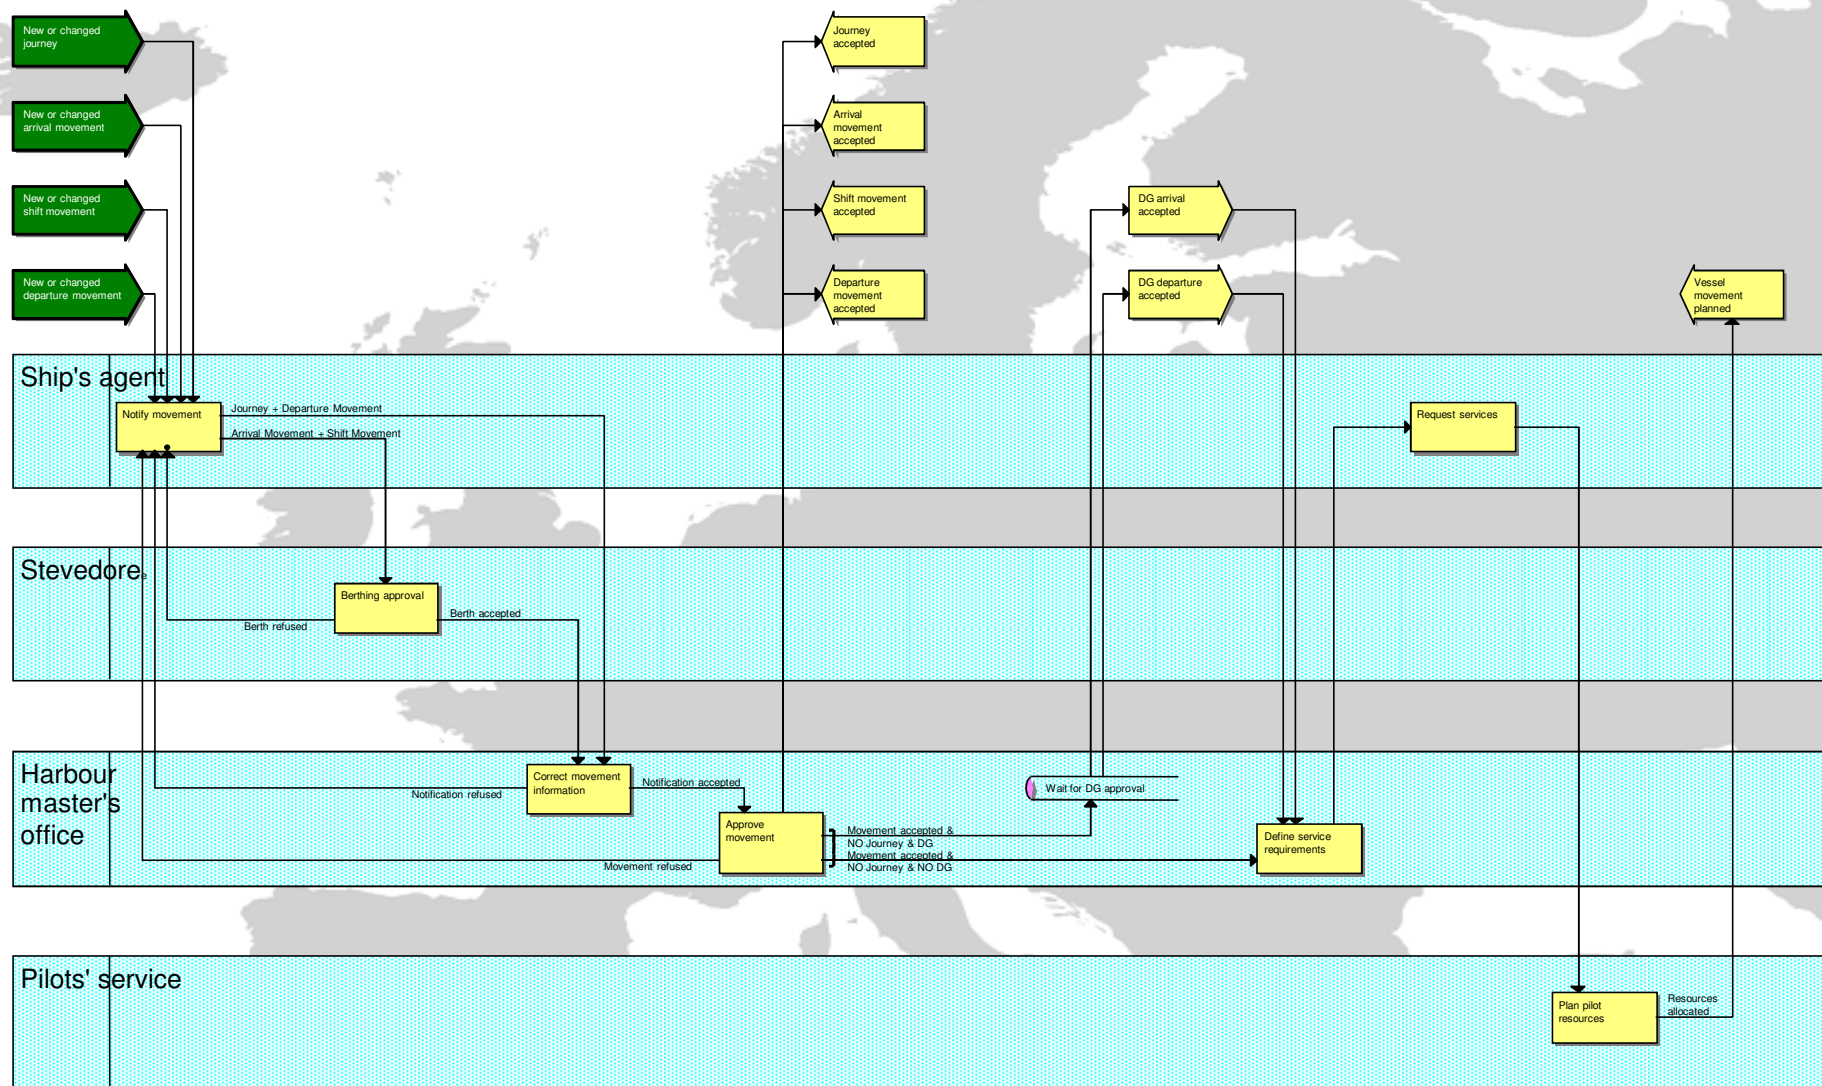 New or changed
journey
Journey
accepted
New or changed
arrival movement
Arrival
movement
accepted
New or changed
shift movement
Shift movement
accepted
DG arrival
accepted
New or changed
departure movement
Departure
movement
accepted
DG departure
accepted
Vessel
movement
planned
Ship's agent
Notify movement
Journey + Departure Movement
Arrival Movement + Shift Movement
Request services
Stevedore
e
Berthing approval
Berth accepted
Berth refused
Harbour
master's
office
Correct movement
information
Notification accepted
Notification refused
Wait for DG approval
Approve
movement
Movement accepted &
NO Journey & DG
Movement accepted &
NO Journey & NO DG
Movement refused
Define service
requirements
Pilots' service
Plan pilot
resources
Resources
allocated